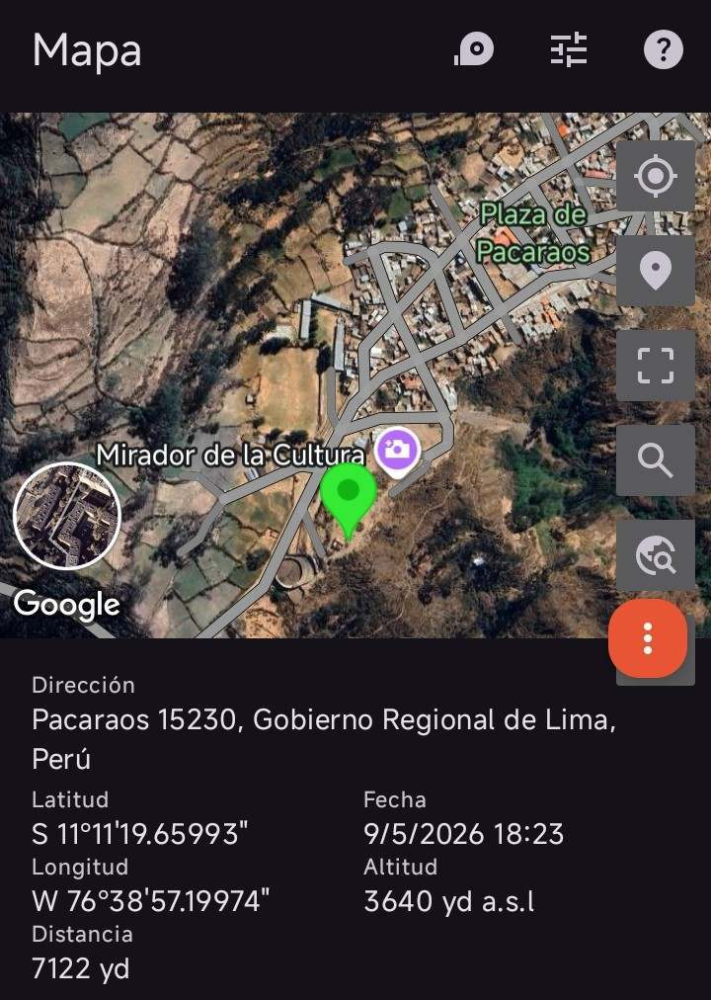 Mapa
Plaza de
Pacaraos
Mirador de la Cultura
Google
Dirección
Pacaraos 15230, Gobierno Regional de Lima,
Perú
Latitud
Fecha
S 11°11'19.65993"
9/5/2026 18:23
Longitud
Altitud
W 76°38'57.19974"
3640 yd a.s.l
Distancia
7122 yd